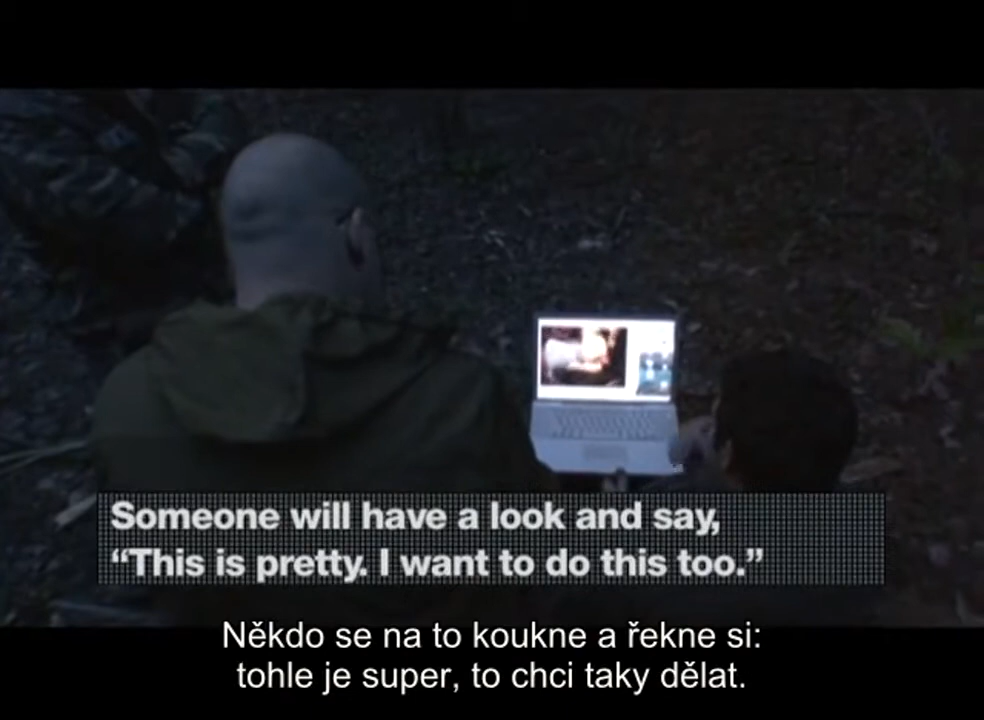 Someone will have a look and say,
“This is pretty. I want to do this too.”
Někdo se na to koukne a řekne si:
tohle je super, to chci taky dělat.